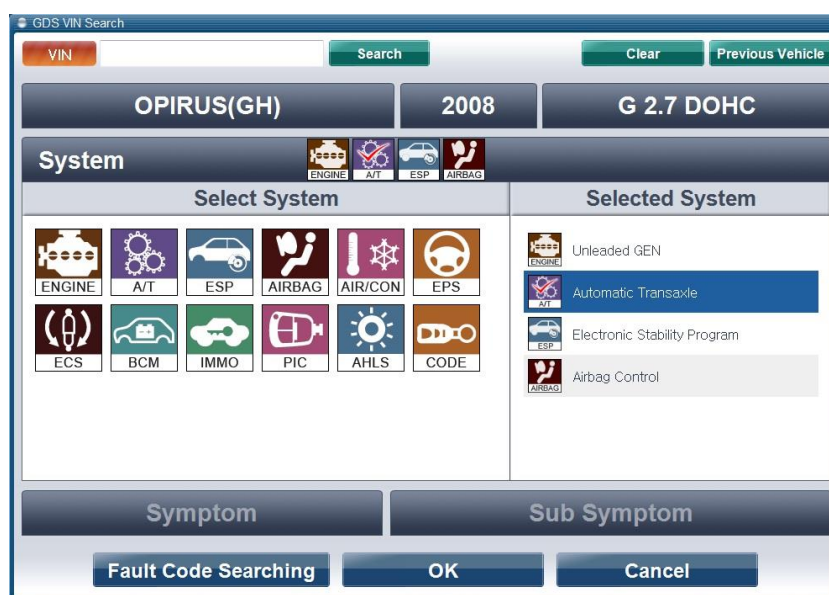 GDS VIN Search
VIN Search Clear Previous Vehicle
OPIRUS(GH) 2008 G 2.7 DOHC
System ENGINE A/T ESP AIRBAG
Select System Selected System
ENGINE A/T ESP AIRBAG AIR/CON EPS
ECS BCM IMMO PIC AHLS CODE
ENGINE Unleaded GEN
A/T Automatic Transaxle
ESP Electronic Stability Program
AIRBAG Airbag Control
Symptom Sub Symptom
Fault Code Searching OK Cancel